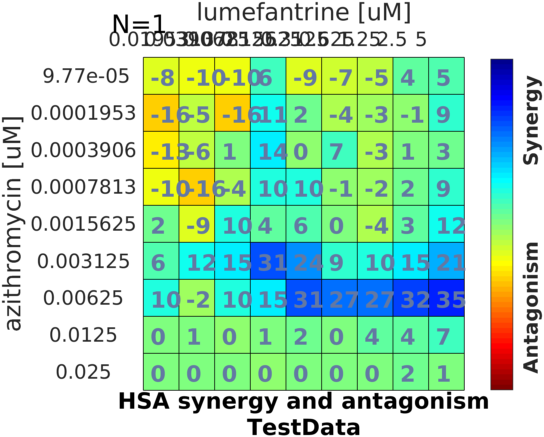 lumefantrine [uM]
N=1
2.5 5
9.77e-05 -8 -10 -10 6 -9 -7 -5 4 5
0.0001953 -16 -5 -16 11 2 -4 -3 -1 9
0.0003906 -13 -6 1 14 0 7 -3 1 3
0.0007813 -10 -16 -4 10 10 -1 -2 2 9
0.0015625 2 -9 10 4 6 0 -4 3 12
0.003125 6 12 15 31 24 9 10 15 21
0.00625 10 -2 10 15 31 27 27 32 35
0.0125 0 1 0 1 2 0 4 4 7
0.025 0 0 0 0 0 0 0 2 1
azithromycin [uM]
Synergy
Antagonism
HSA synergy and antagonism
TestData